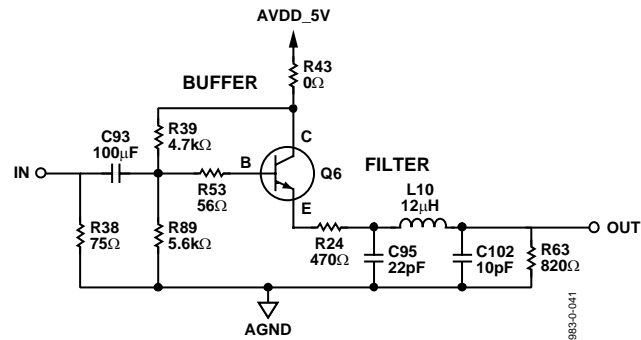 AVDD_5V
R43
0Ω
BUFFER
C93
100μF
R39
4.7kΩ
C
B
Q6
FILTER
IN
R53
56Ω
E
L10
12μH
OUT
R38
75Ω
R89
5.6kΩ
R24
470Ω
C95
22pF
C102
10pF
R63
820Ω
AGND
983-0-041